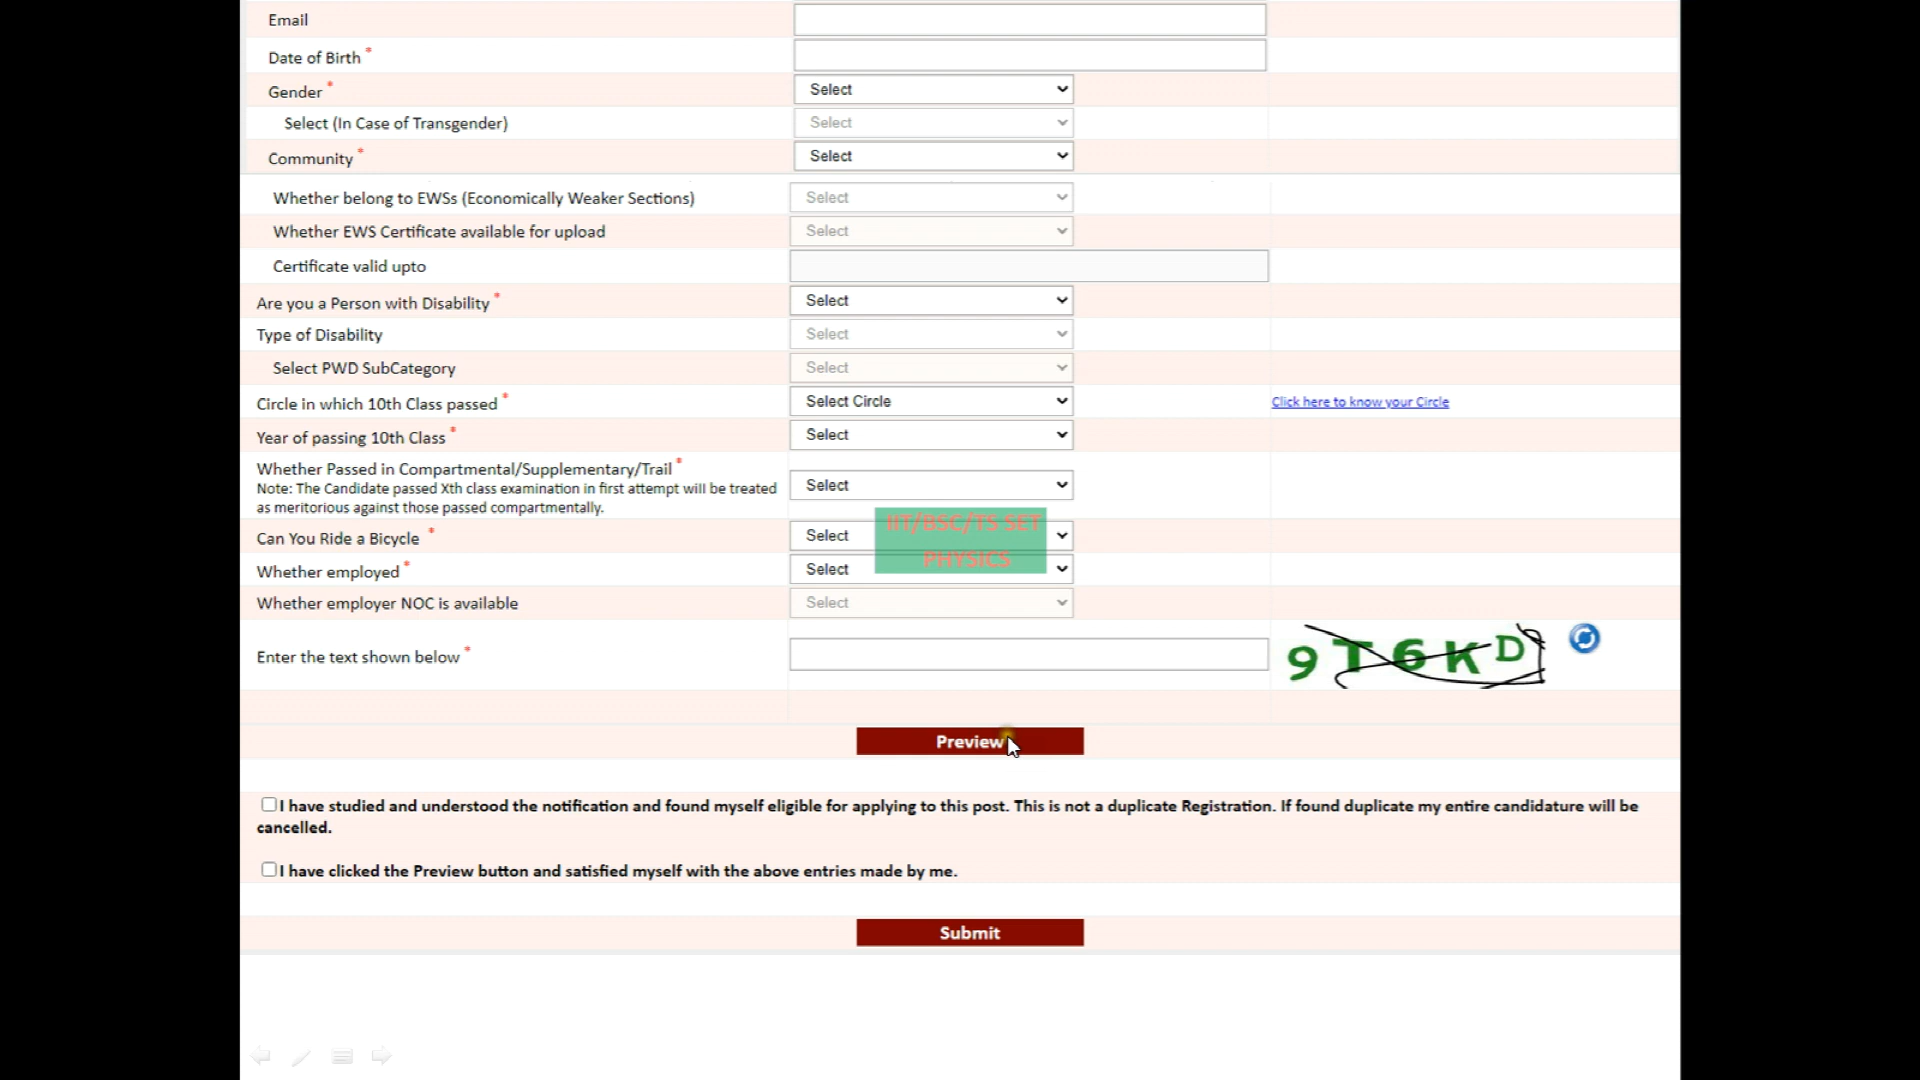 Email
Date of Birth *
Gender * Select
Select (In Case of Transgender) Select
Community * Select
Whether belong to EWSs (Economically Weaker Sections) Select
Whether EWS Certificate available for upload Select
Certificate valid upto
Are you a Person with Disability * Select
Type of Disability Select
Select PWD SubCategory Select
Circle in which 10th Class passed * Select Circle Click here to know your Circle
Year of passing 10th Class * Select
Whether Passed in Compartmental/Supplementary/Trail * Select
Note: The Candidate passed Xth class examination in first attempt will be treated
as meritorious against those passed compartmentally.
IIT/BSC/TS SET
Can You Ride a Bicycle * Select
PHYSICS
Whether employed * Select
Whether employer NOC is available Select
Enter the text shown below * 9T6KD
Preview
I have studied and understood the notification and found myself eligible for applying to this post. This is not a duplicate Registration. If found duplicate my entire candidature will be
cancelled.
I have clicked the Preview button and satisfied myself with the above entries made by me.
Submit